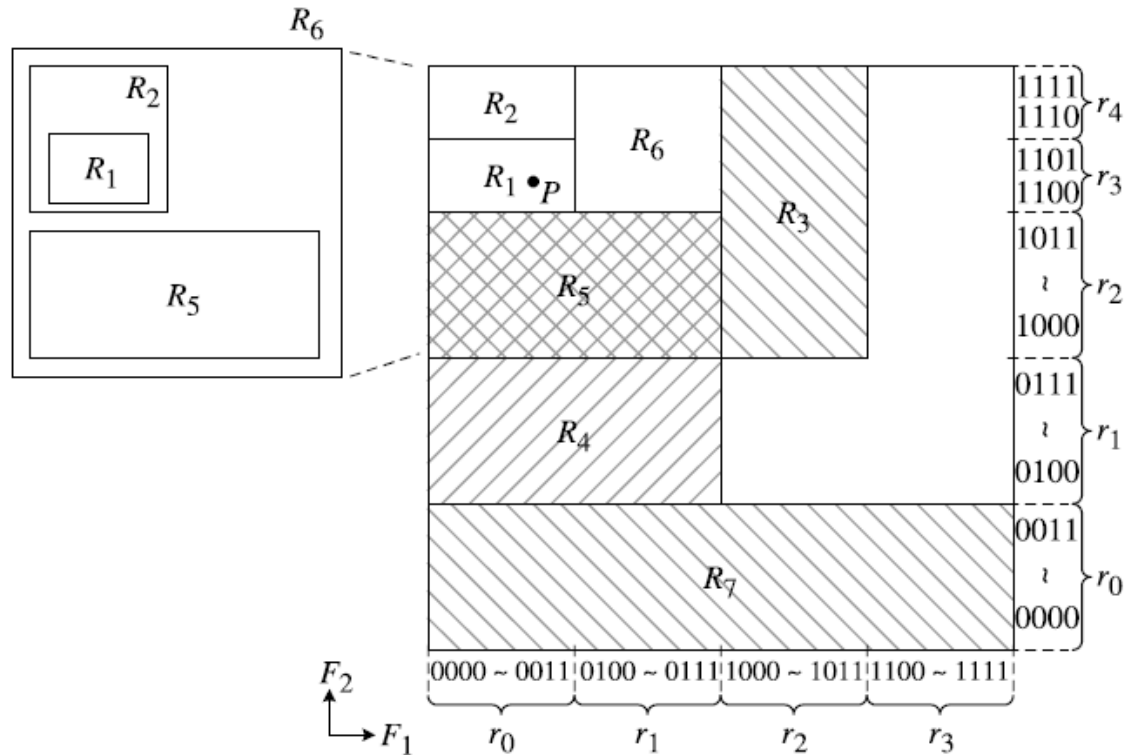 R6
R2
R1
R5
R2
R6
R1
P
R3
R5
R4
R7
1111
1110
r4
1101
1100
r3
1011
~
1000
r2
0111
~
0100
r1
0011
~
0000
r0
0000 ~ 0011
0100 ~ 0111
1000 ~ 1011
1100 ~ 1111
r0
r1
r2
r3
F2
F1